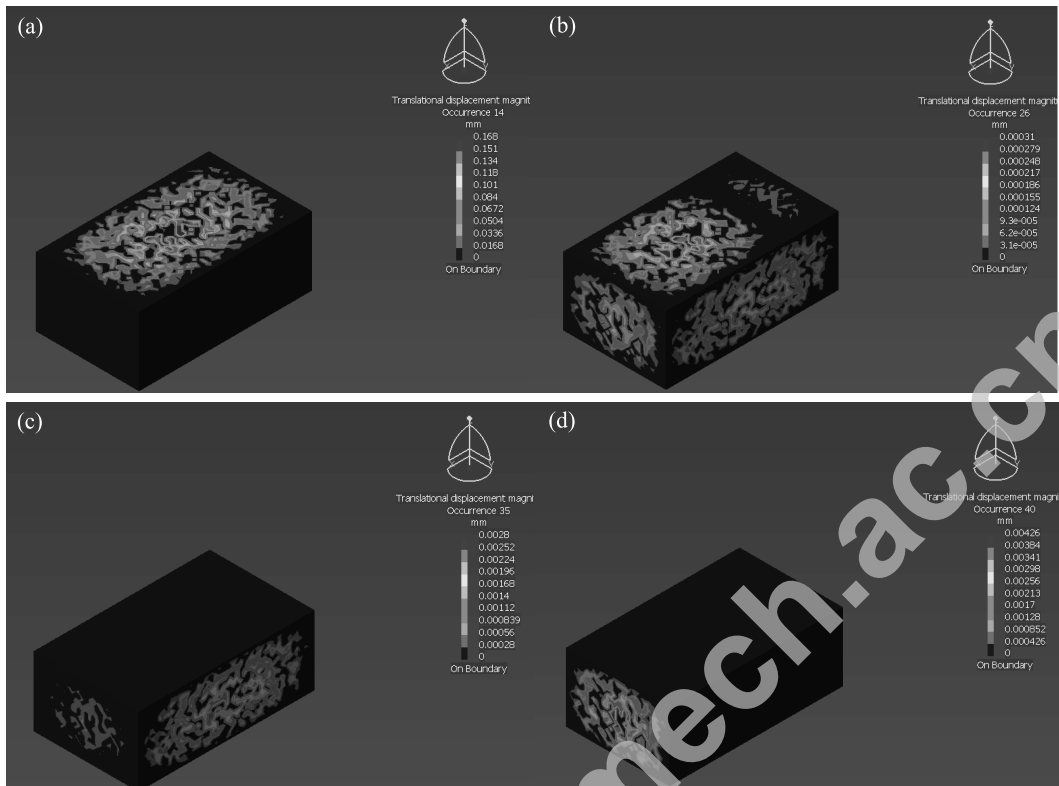 (a)
Translational displacement magnit
Occurrence 14
mm
0.168
0.151
0.134
0.118
0.101
0.084
0.0672
0.0504
0.0336
0.0168
0
On Boundary
(b)
Translational displacement magnitu
Occurrence 26
mm
0.00031
0.000279
0.000248
0.000217
0.000186
0.000155
0.000124
9.3e-005
6.2e-005
3.1e-005
0
On Boundary
(c)
Translational displacement magni
Occurrence 35
mm
0.0028
0.00252
0.00224
0.00196
0.00168
0.0014
0.00112
0.000839
0.00056
0.00028
0
On Boundary
(d)
Translational displacement magni
Occurrence 40
mm
0.00426
0.00384
0.00341
0.00298
0.00256
0.00213
0.0017
0.00128
0.000852
0.000426
0
On Boundary
mech.ac.cn